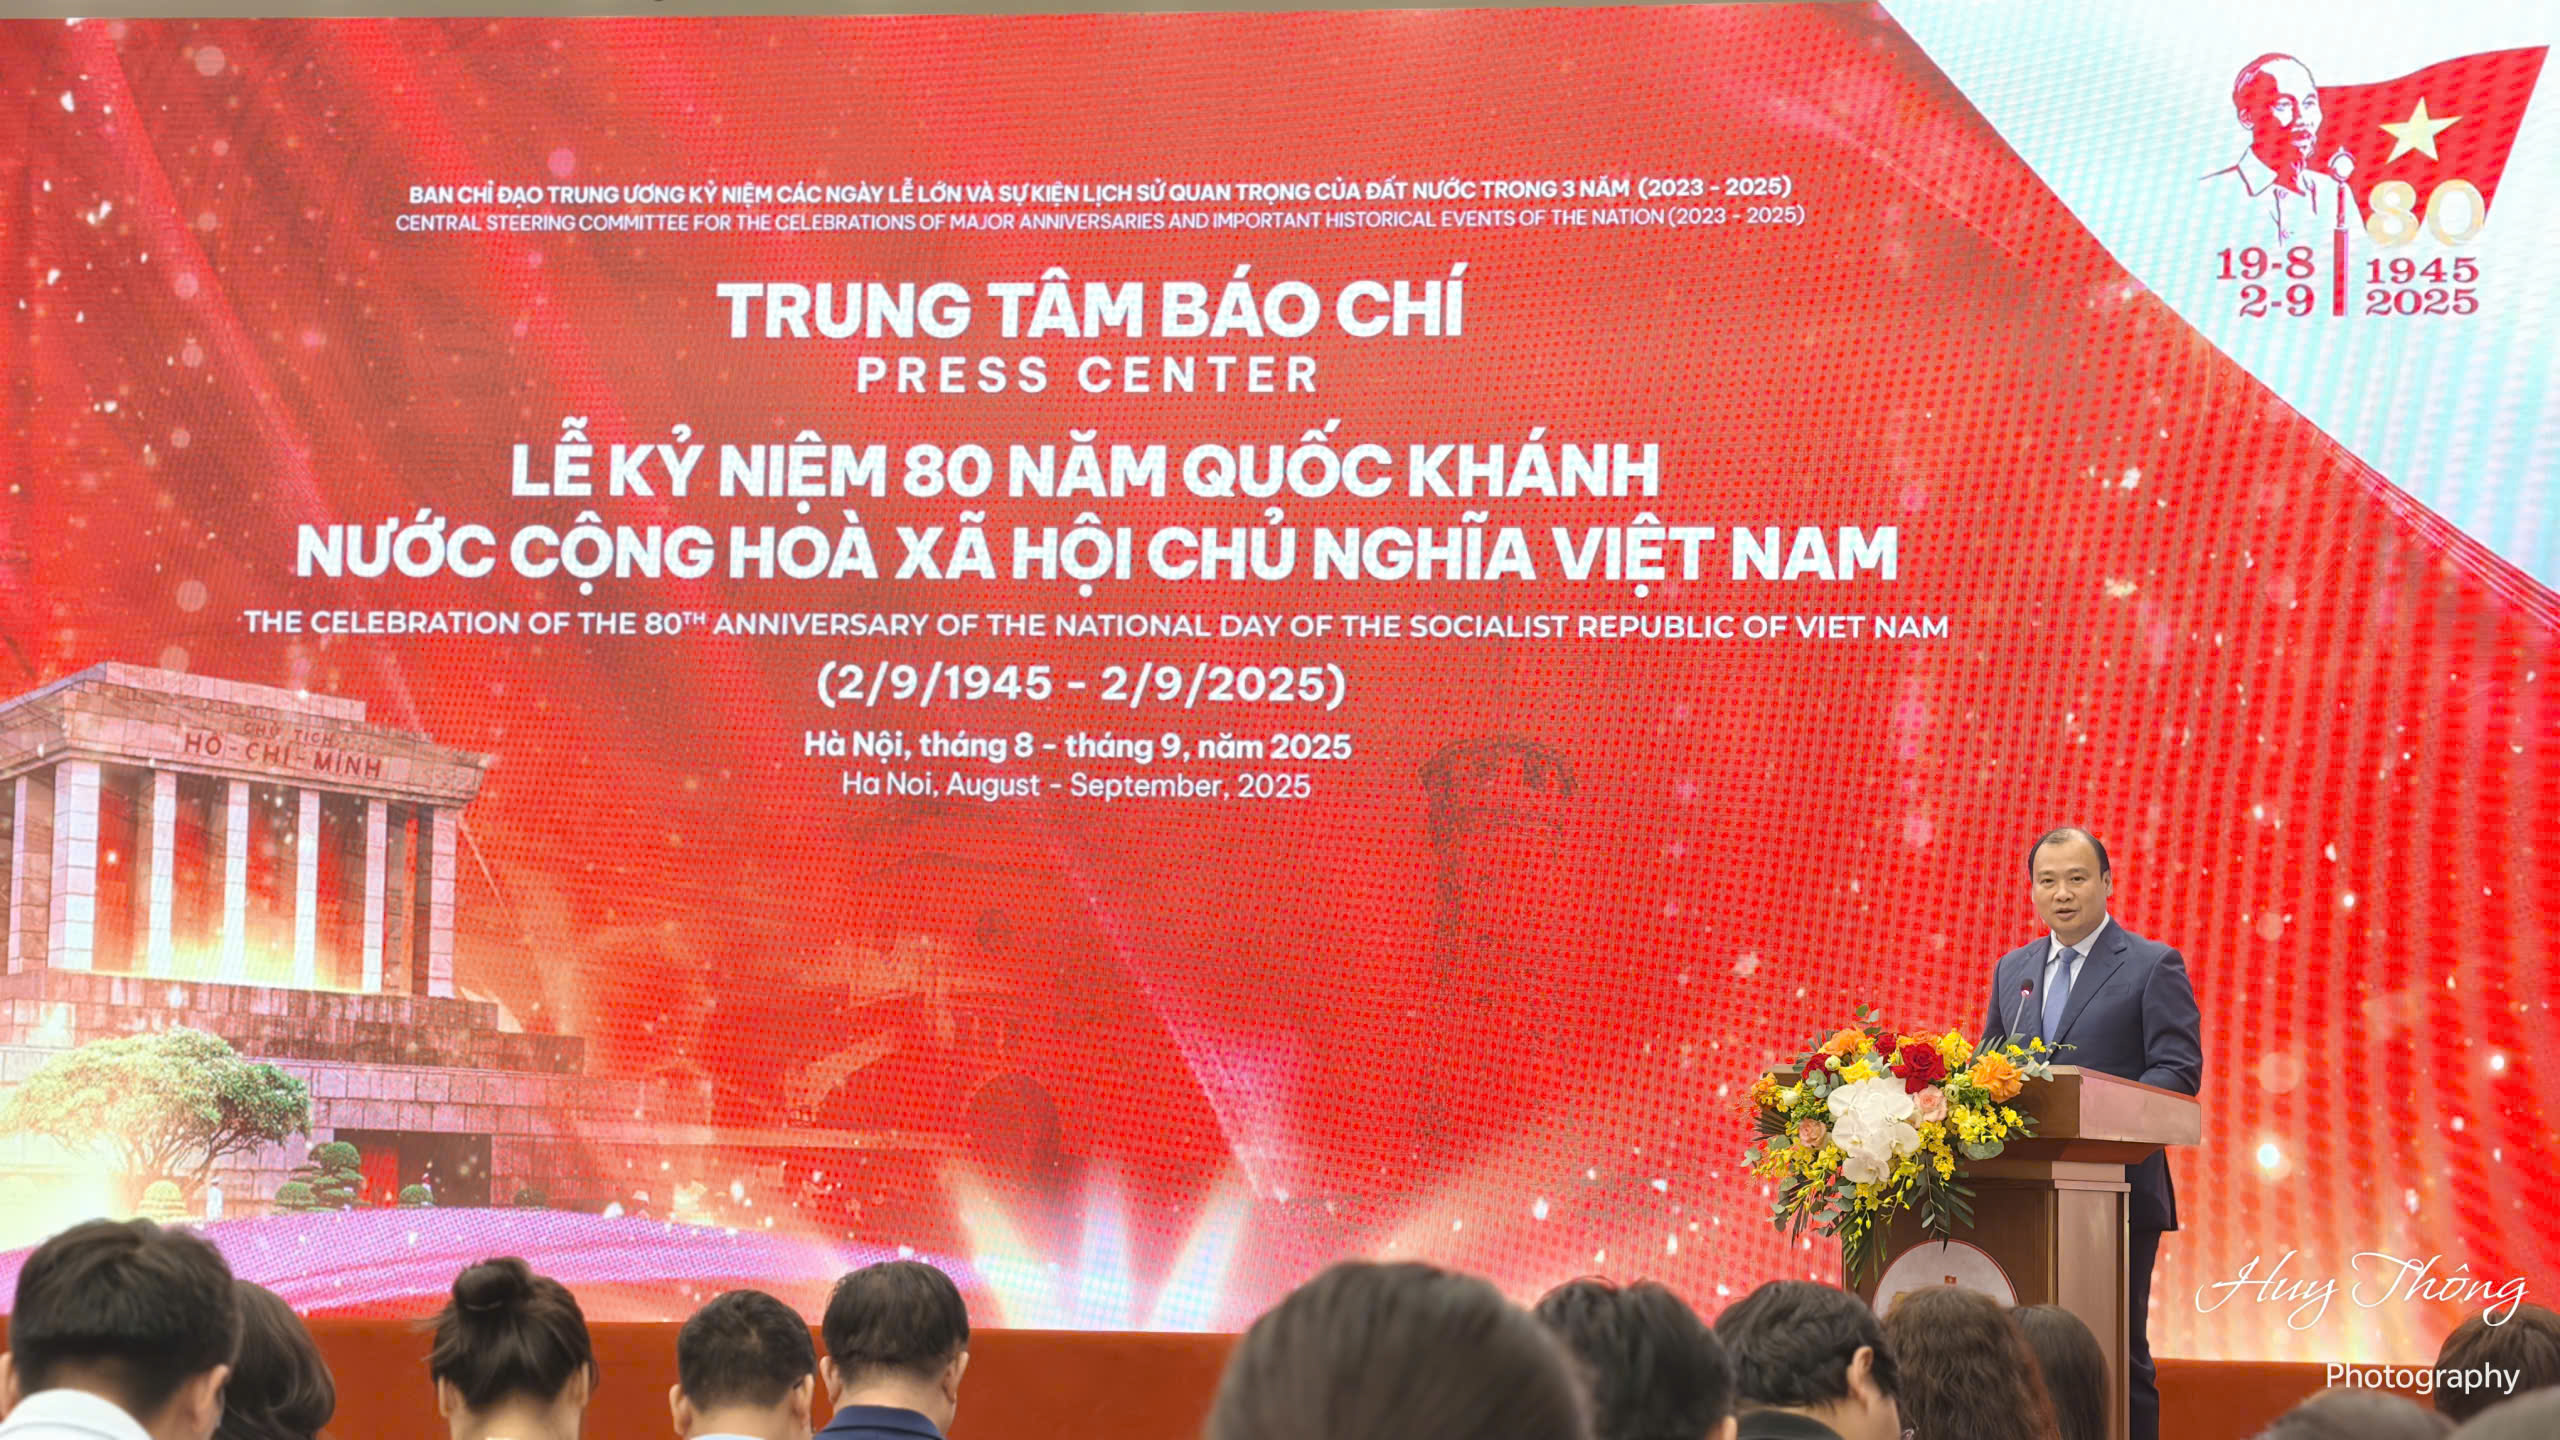 BAN CHỈ ĐẠO TRUNG ƯƠNG KỶ NIỆM CÁC NGÀY LỄ LỚN VÀ SỰ KIỆN LỊCH SỬ QUAN TRỌNG CỦA ĐẤT NƯỚC TRONG 3 NĂM (2023 - 2025)
CENTRAL STEERING COMMITTEE FOR THE CELEBRATIONS OF MAJOR ANNIVERSARIES AND IMPORTANT HISTORICAL EVENTS OF THE NATION (2023 - 2025)
80
19-8 1945
2-9 2025
TRUNG TÂM BÁO CHÍ
PRESS CENTER
LỄ KỶ NIỆM 80 NĂM QUỐC KHÁNH
NƯỚC CỘNG HOÀ XÃ HỘI CHỦ NGHĨA VIỆT NAM
THE CELEBRATION OF THE 80TH ANNIVERSARY OF THE NATIONAL DAY OF THE SOCIALIST REPUBLIC OF VIET NAM
(2/9/1945 - 2/9/2025)
Hà Nội, tháng 8 - tháng 9, năm 2025
Ha Noi, August - September, 2025
CHỦ TỊCH
HỒ-CHÍ-MINH
Huy Thông
Photography